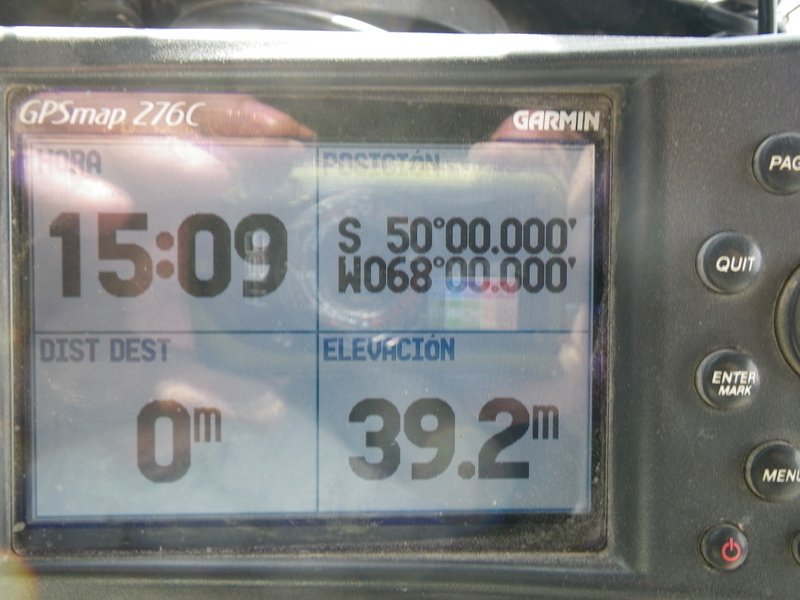 GPSmap 276C GARMIN
HORA POSICIÓN
15:09
S 50°00.000'
W068°00.000'
DIST DEST ELEVACIÓN
0m 39.2m
PAG
QUIT
ENTER
MARK
MENU